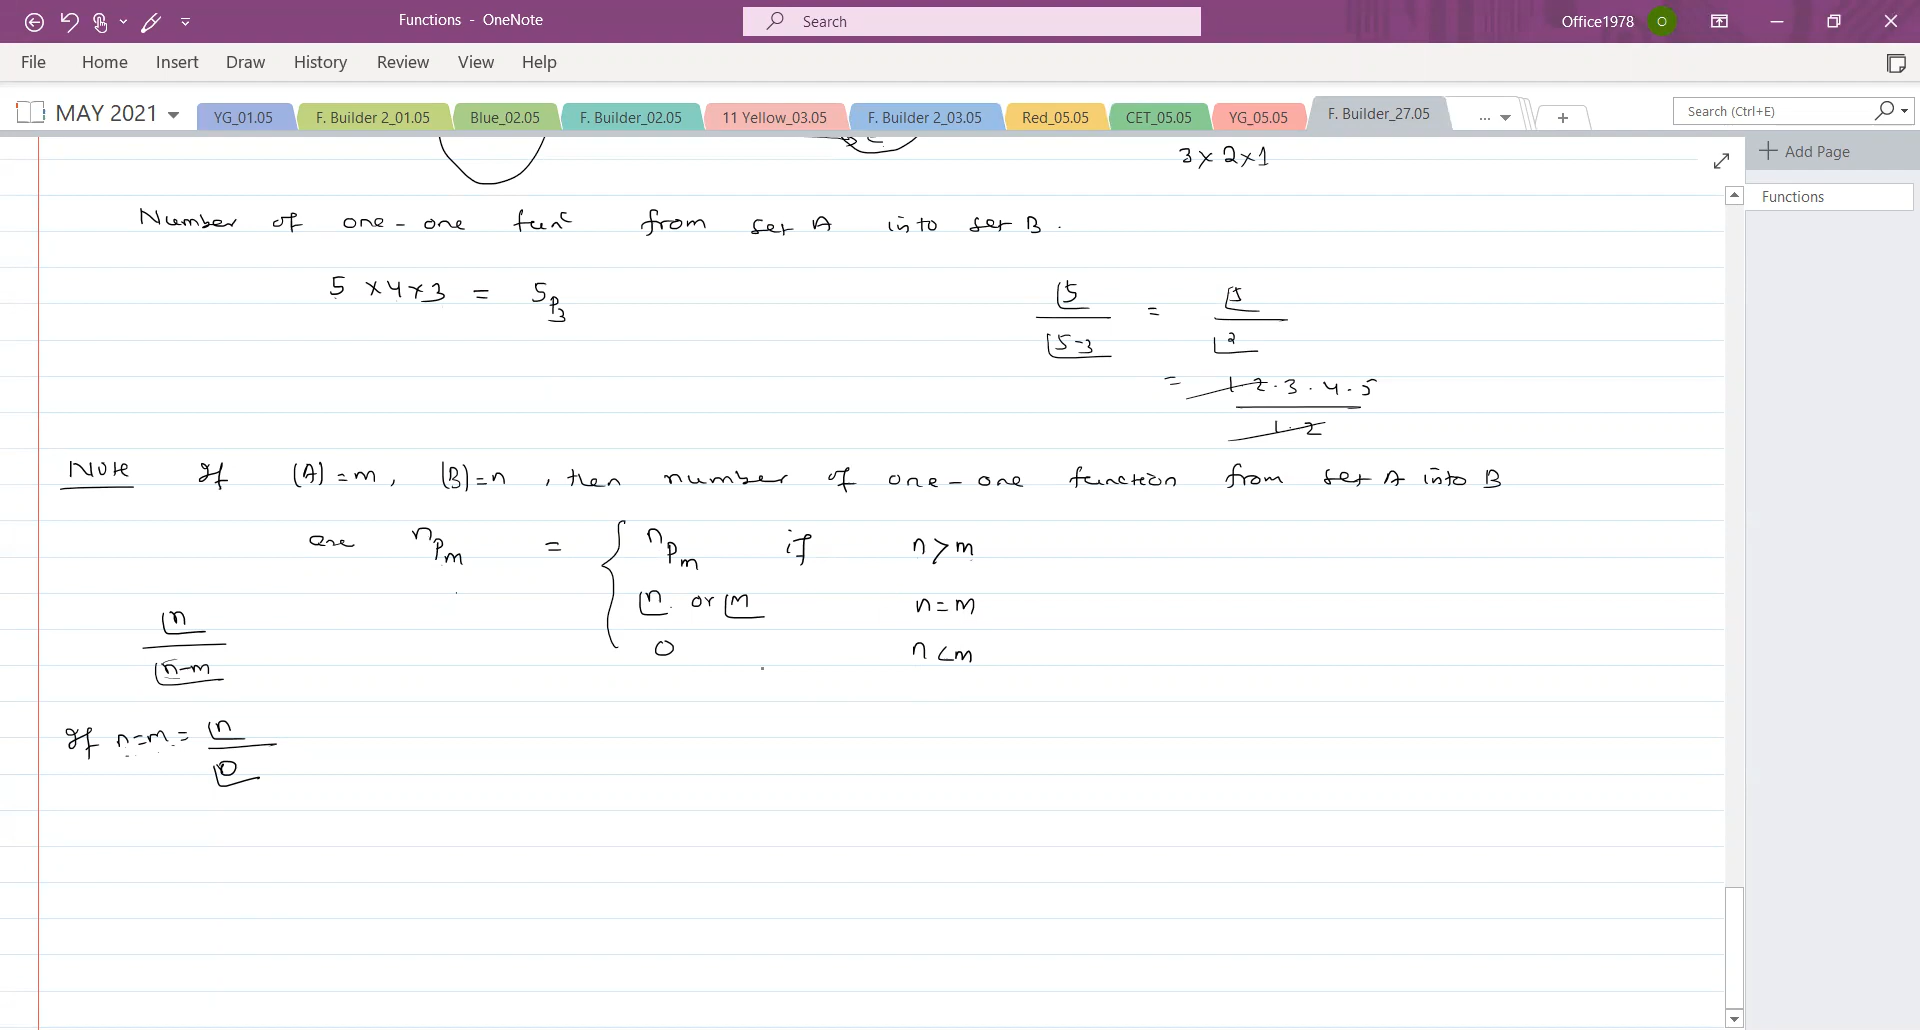 Functions - OneNote
Search
Office1978
O
File Home Insert Draw History Review View Help
MAY 2021
YG_01.05 F. Builder 2_01.05 Blue_02.05 F. Builder_02.05 11 Yellow_03.05 F. Builder 2_03.05 Red_05.05 CET_05.05 YG_05.05 F. Builder_27.05 ... +
Search (Ctrl+E)
Add Page
Functions
3 × 2 × 1
Number of one-one funⁿ from set A into set B.
5 × 4 × 3 = 5P3
|5 / |5-3 = |5 / |2
= 1·2·3·4·5 / 1·2
Note If (A) = m, (B) = n, then number of one-one function from set A into B
are nPm = { nPm if n > m
|n or |m n = m
0 n < m
|n / |n-m
If n=m = |n / |0